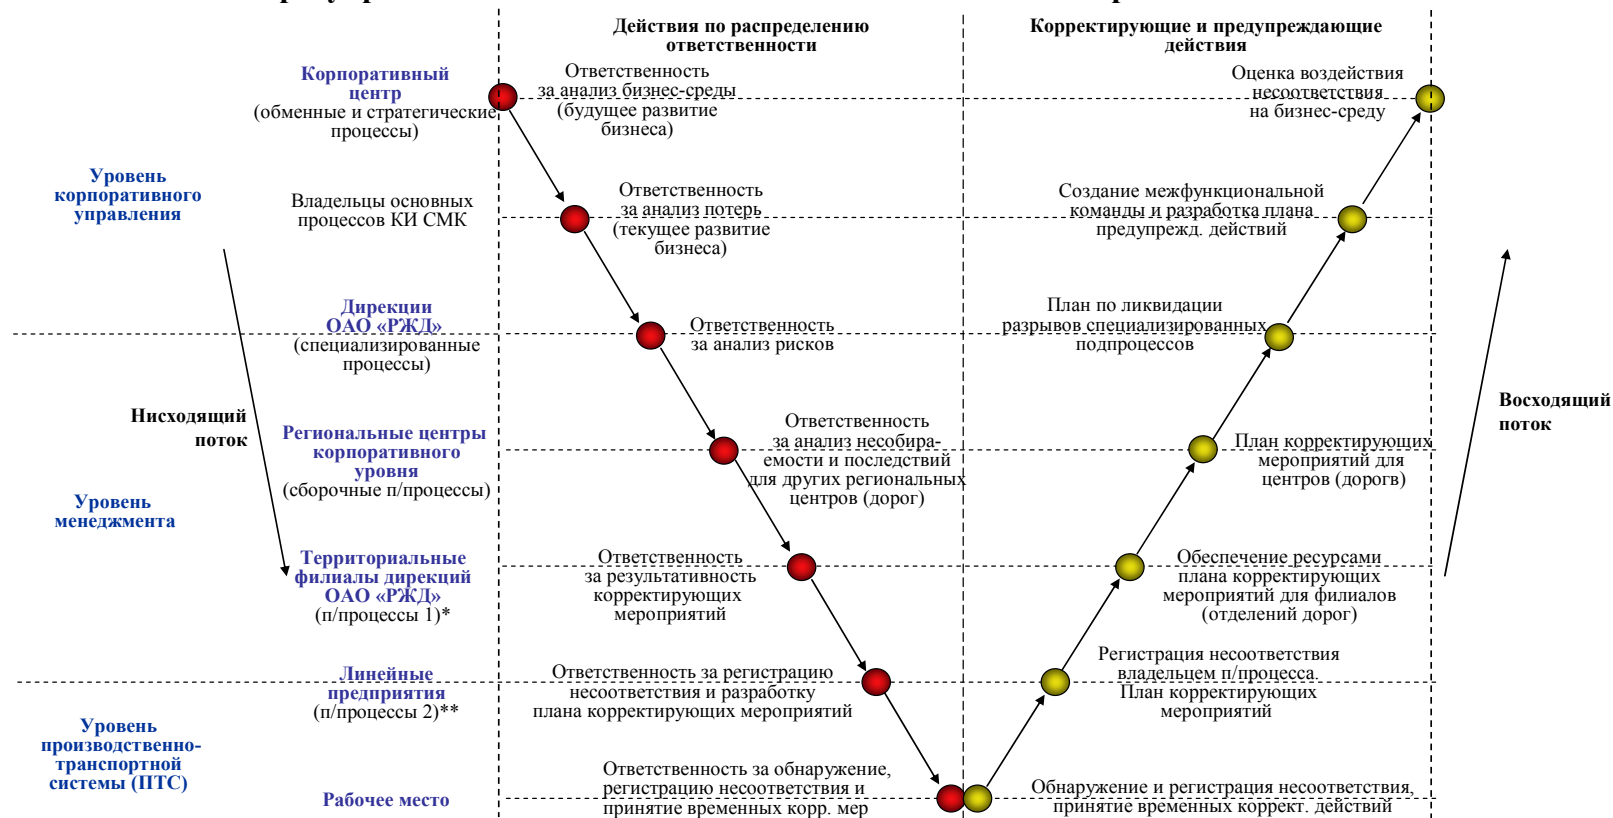 Действия по распределению
ответственности
Корректирующие и предупреждающие
действия
Корпоративный
центр
(обменные и стратегические
процессы)
Ответственность
за анализ бизнес-среды
(будущее развитие
бизнеса)
Оценка воздействия
несоответствия
на бизнес-среду
Уровень
корпоративного
управления
Владельцы основных
процессов КИ СМК
Ответственность
за анализ потерь
(текущее развитие
бизнеса)
Создание межфункциональной
команды и разработка плана
предупрежд. действий
Дирекции
ОАО «РЖД»
(специализированные
процессы)
Ответственность
за анализ рисков
План по ликвидации
разрывов специализированных
подпроцессов
Нисходящий
поток
Восходящий
поток
Региональные центры
корпоративного
уровня
(сборочные п/процессы)
Ответственность
за анализ несобира-
емости и последствий
для других региональных
центров (дорог)
План корректирующих
мероприятий для
центров (дорогв)
Уровень
менеджмента
Территориальные
филиалы дирекций
ОАО «РЖД»
(п/процессы 1)*
Ответственность
за результативность
корректирующих
мероприятий
Обеспечение ресурсами
плана корректирующих
мероприятий для филиалов
(отделений дорог)
Линейные
предприятия
(п/процессы 2)**
Ответственность за регистрацию
несоответствия и разработку
плана корректирующих мероприятий
Регистрация несоответствия
владельцем п/процесса.
План корректирующих
мероприятий
Уровень
производственно-
транспортной
системы (ПТС)
Рабочее место
Ответственность за обнаружение,
регистрацию несоответствия и
принятие временных корр. мер
Обнаружение и регистрация несоответствия,
принятие временных коррект. действий